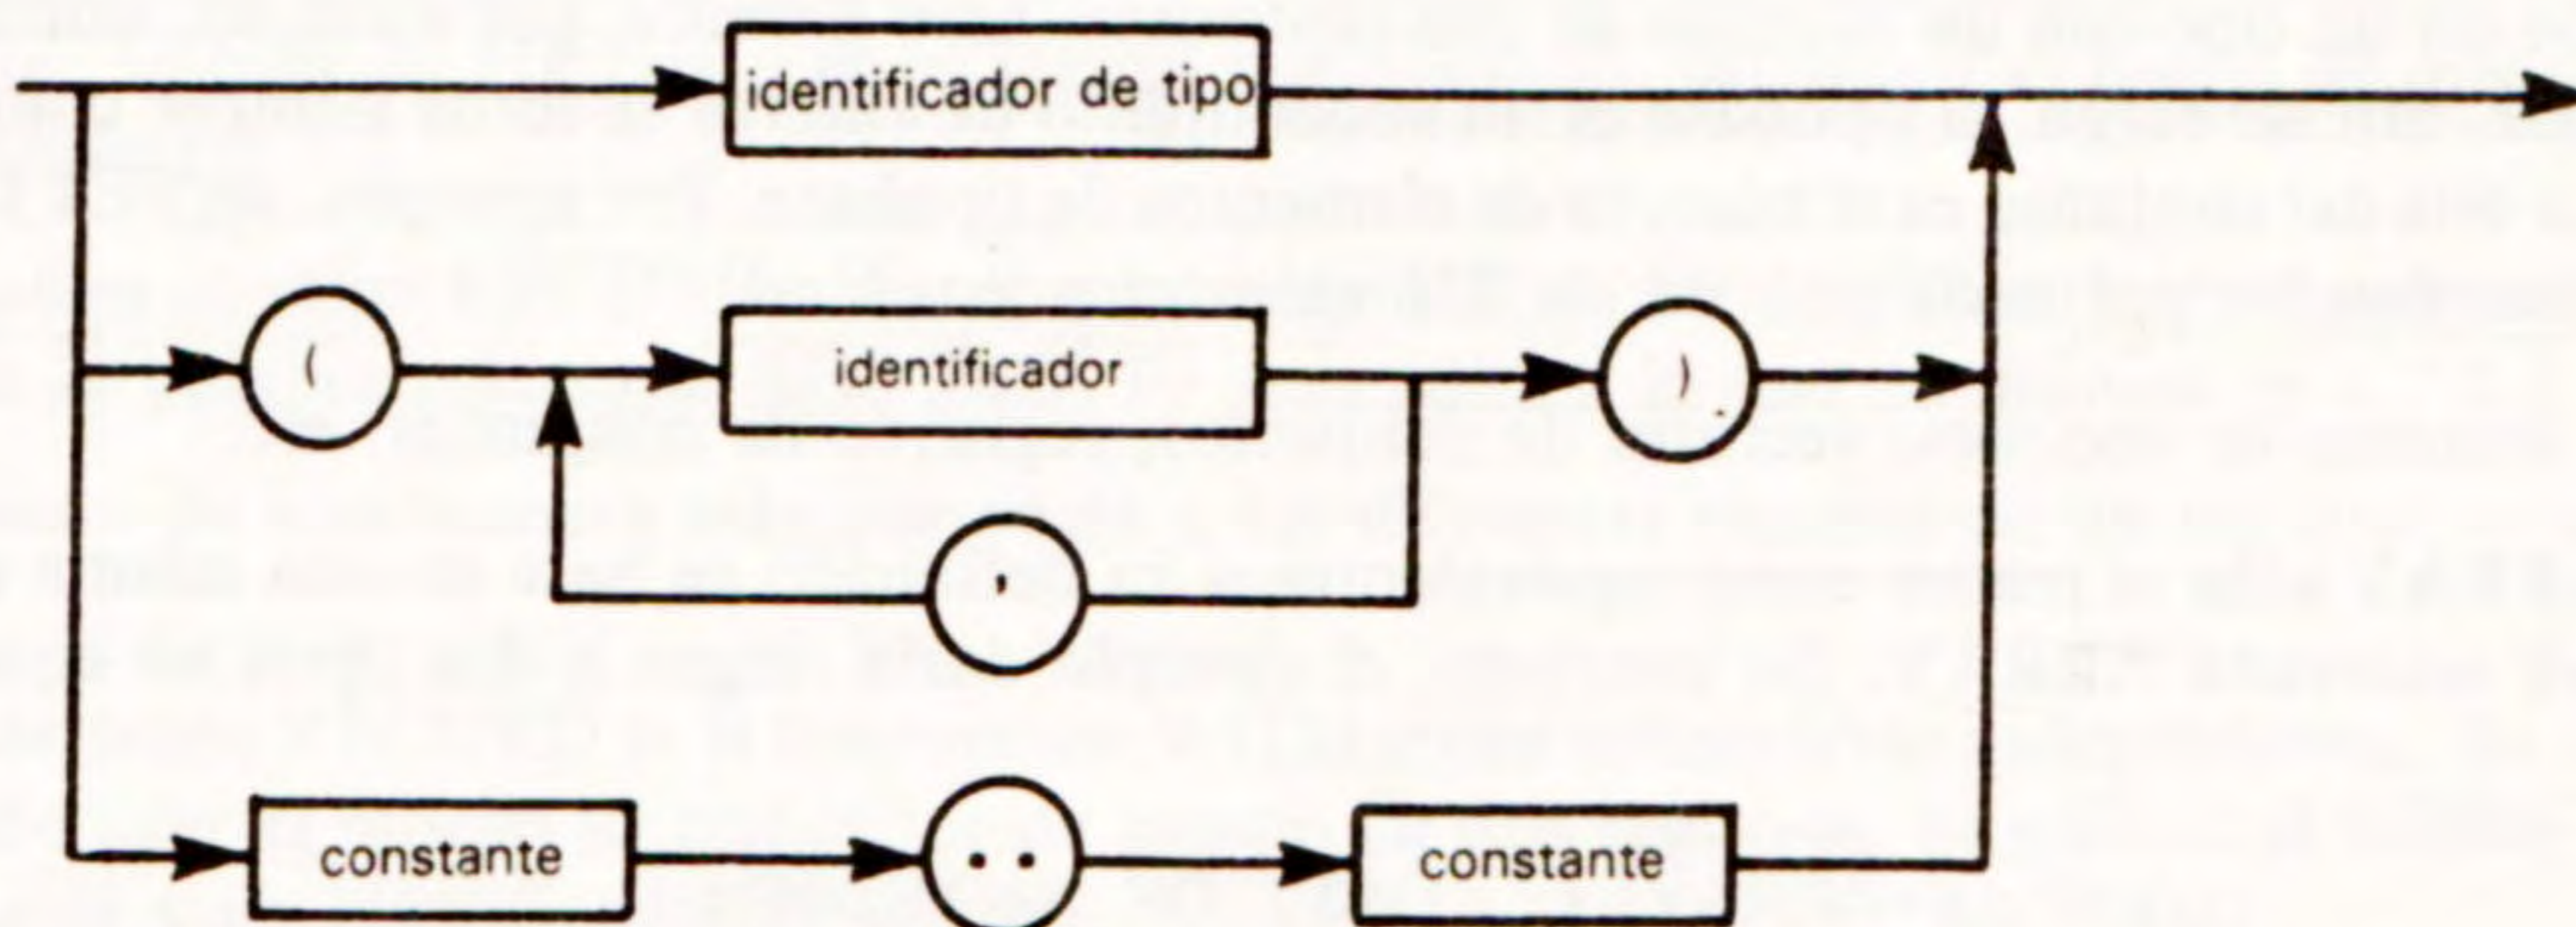 identificador de tipo
( identificador )
,
constante .. constante